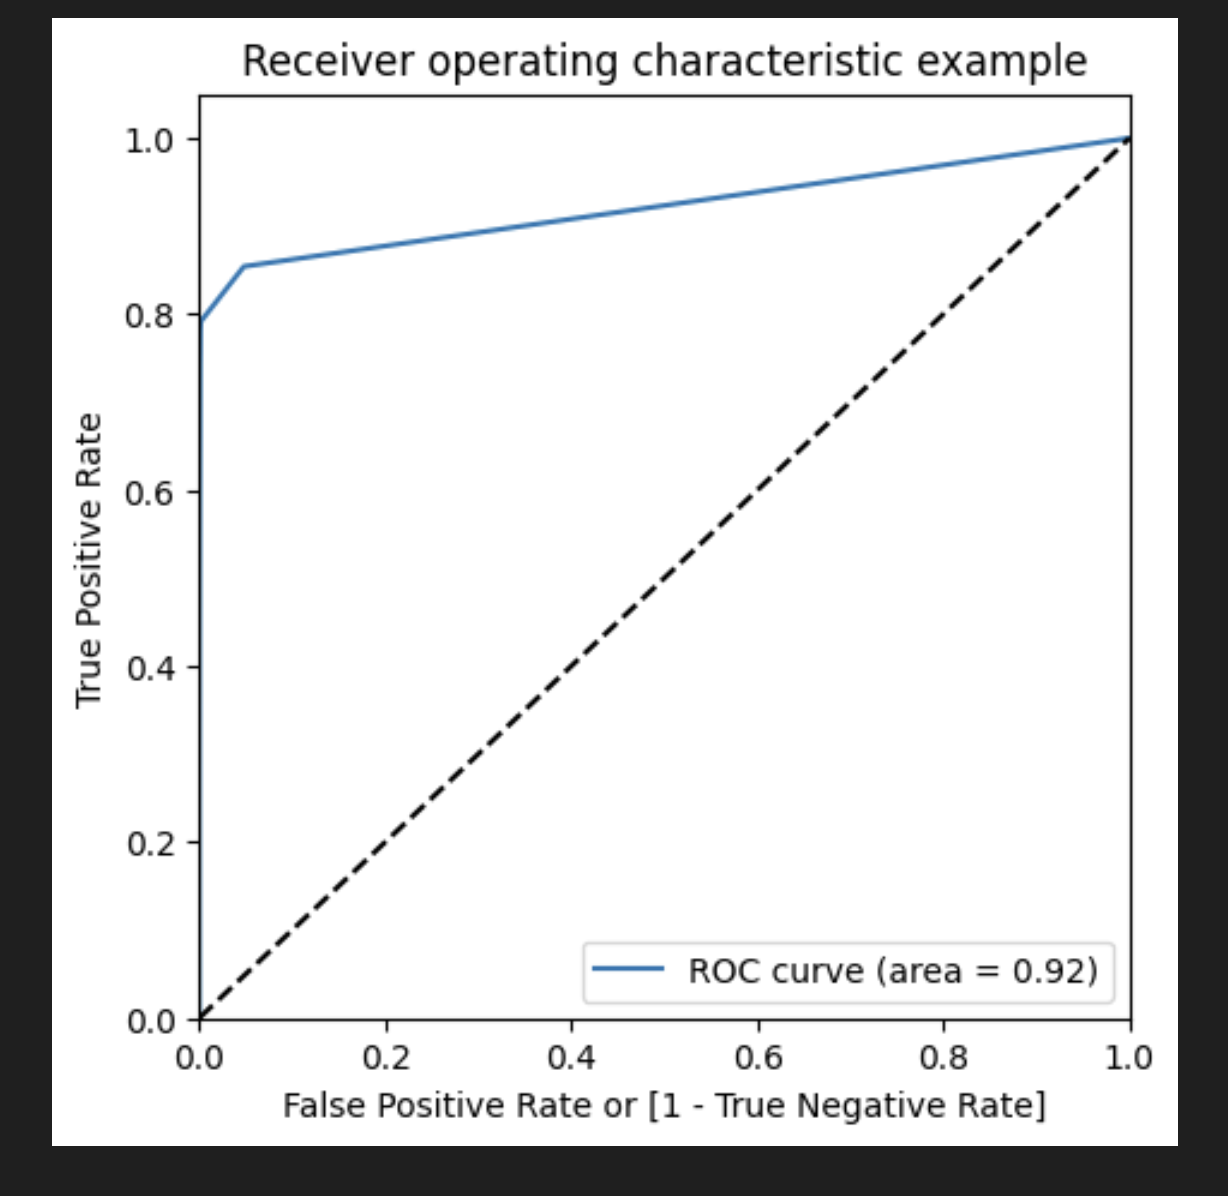 Receiver operating characteristic example
1.0
0.8
0.6
0.4
0.2
0.0
True Positive Rate
ROC curve (area = 0.92)
0.0 0.2 0.4 0.6 0.8 1.0
False Positive Rate or [1 - True Negative Rate]